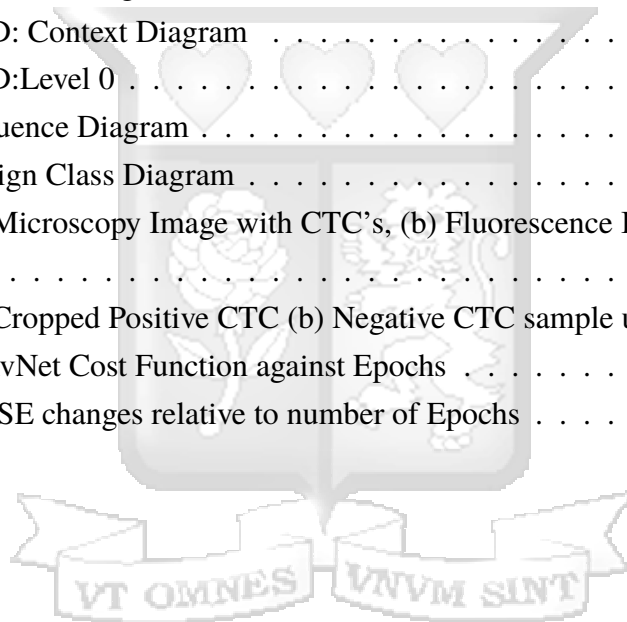 D: Context Diagram . . . . . . . . . . . . . . .
D:Level 0 . . . . . . . . . . . . . . . . . . . . .
uence Diagram . . . . . . . . . . . . . . . . . .
ign Class Diagram . . . . . . . . . . . . . . . .
Microscopy Image with CTC's, (b) Fluorescence
. . . . . . . . . . . . . . . . . . . . . . . . . .
Cropped Positive CTC (b) Negative CTC sample u
vNet Cost Function against Epochs . . . . . . .
SE changes relative to number of Epochs . . . .
VT OMNES VNVM SINT